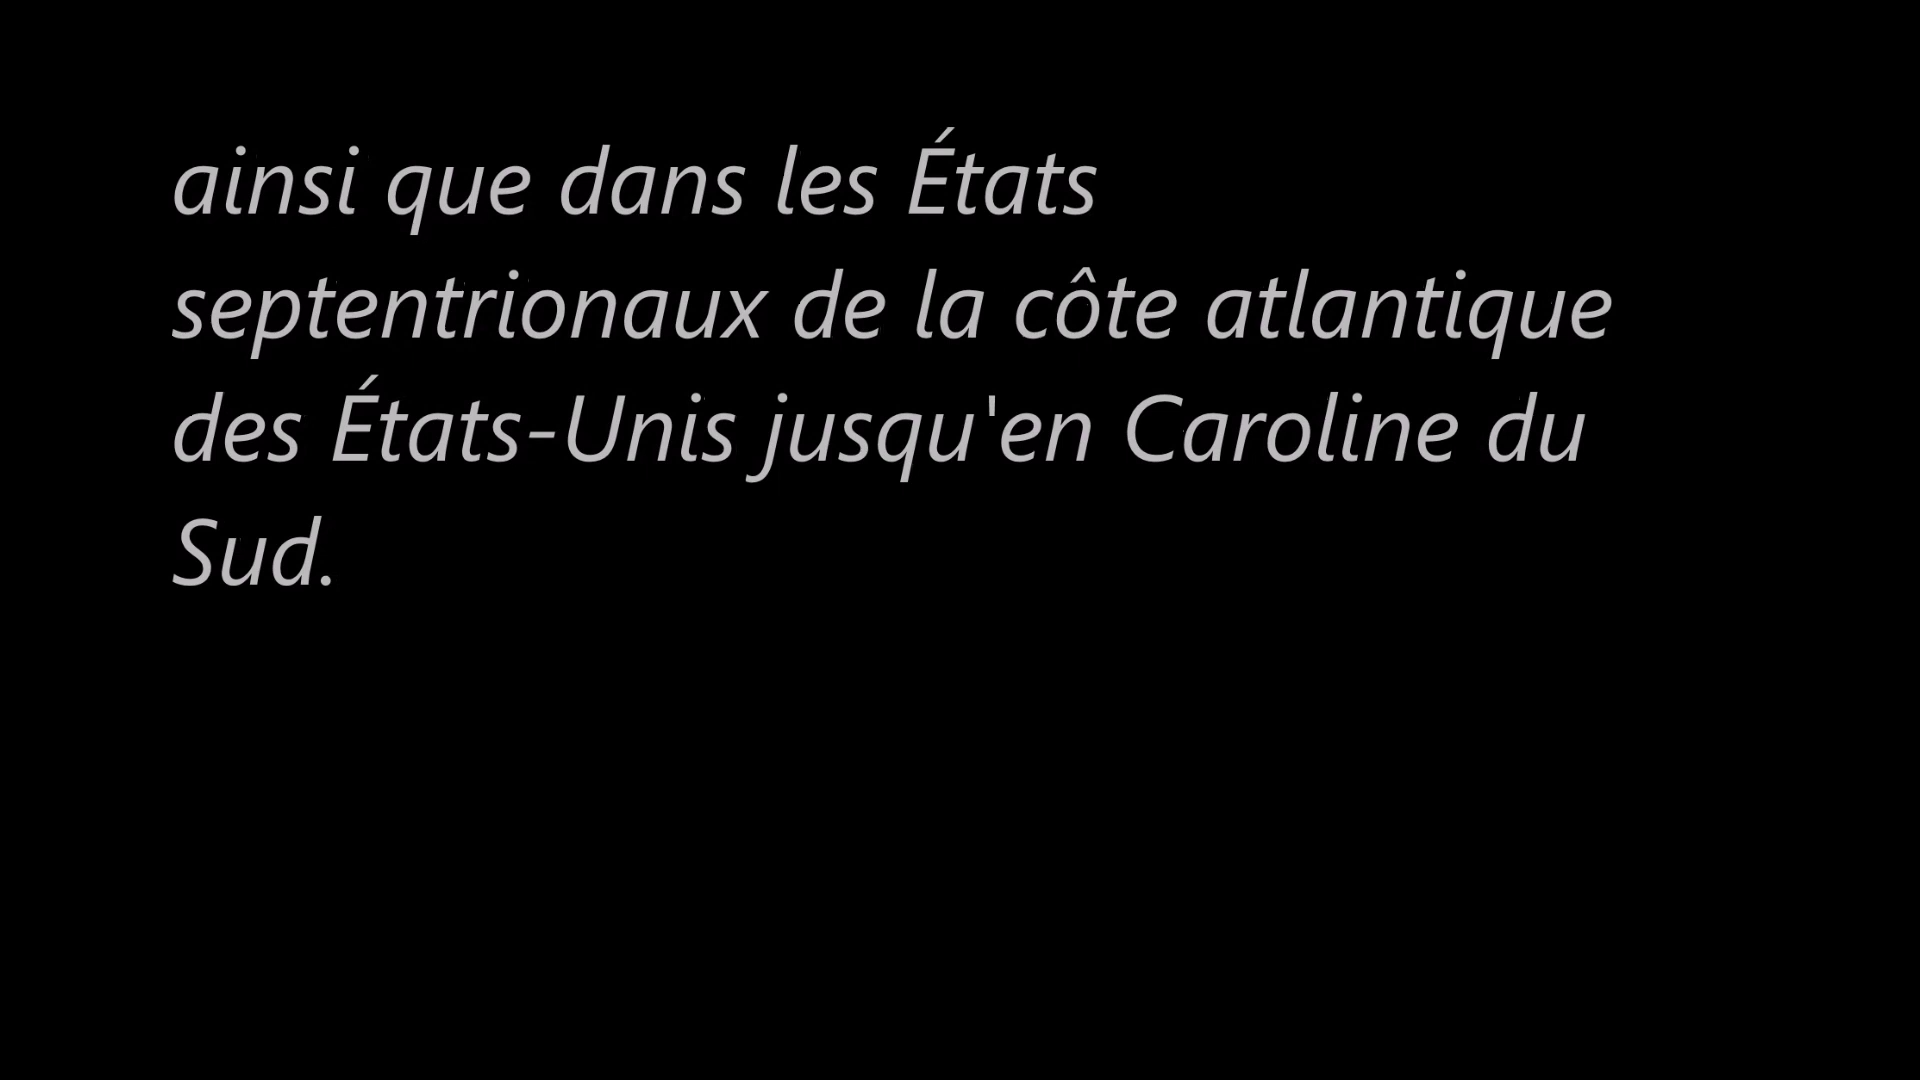 ainsi que dans les États
septentrionaux de la côte atlantique
des États-Unis jusqu'en Caroline du
Sud.